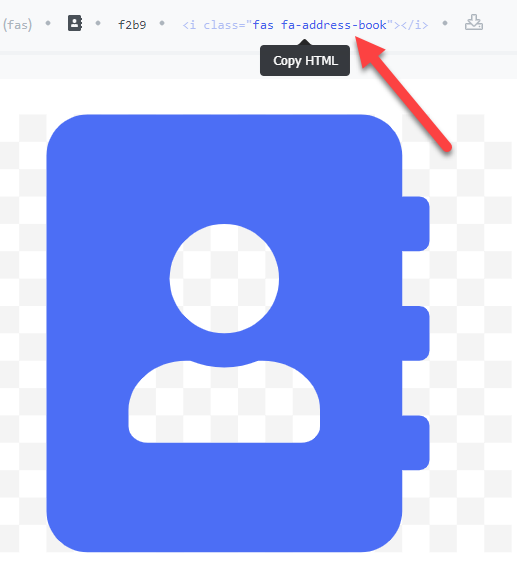 (fas) • • f2b9 • <i class="fas fa-address-book"></i> •
Copy HTML